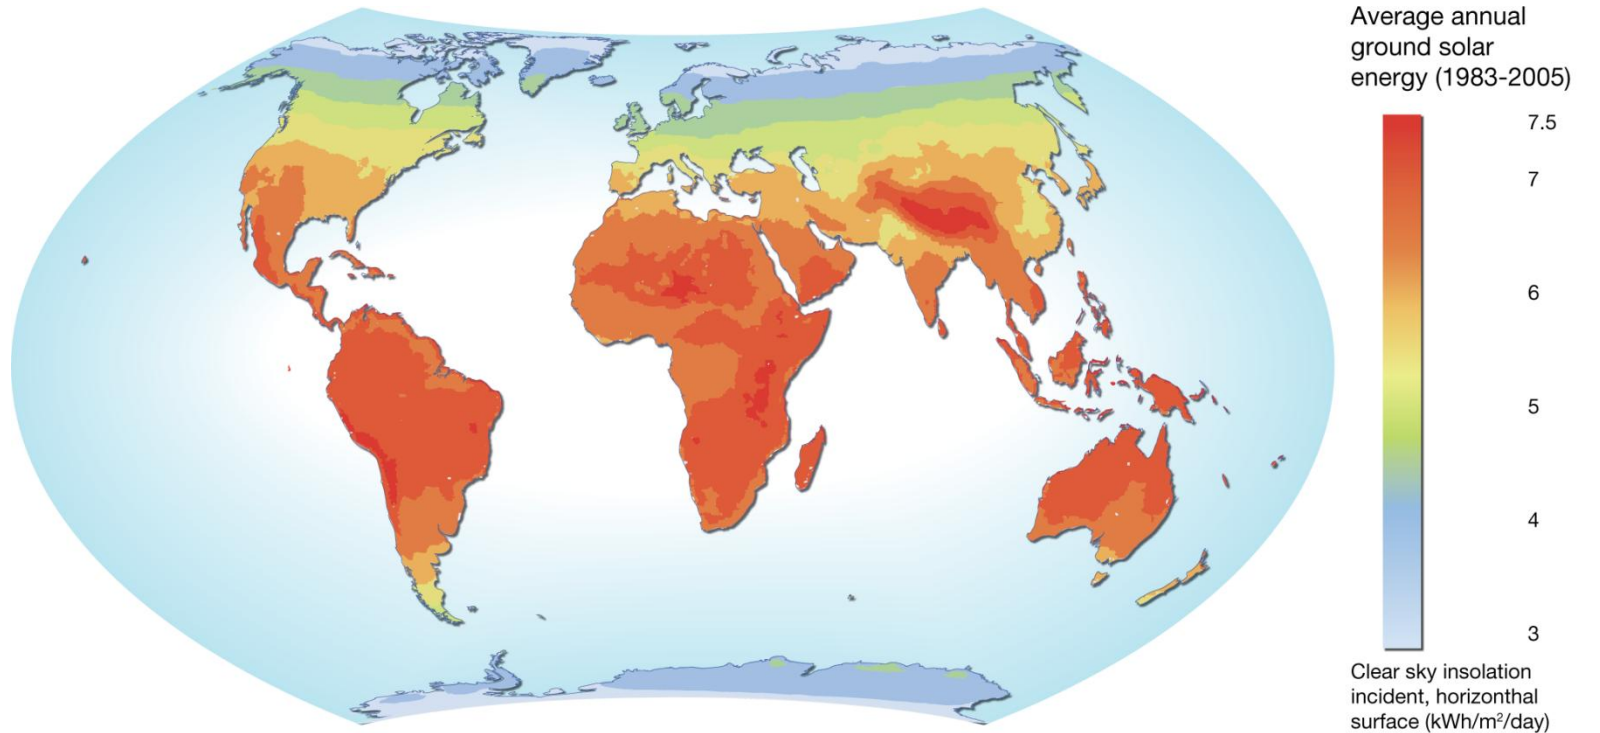 Average annual
ground solar
energy (1983-2005)
7.5
7
6
5
4
3
Clear sky insolation
incident, horizonthal
surface (kWh/m²/day)